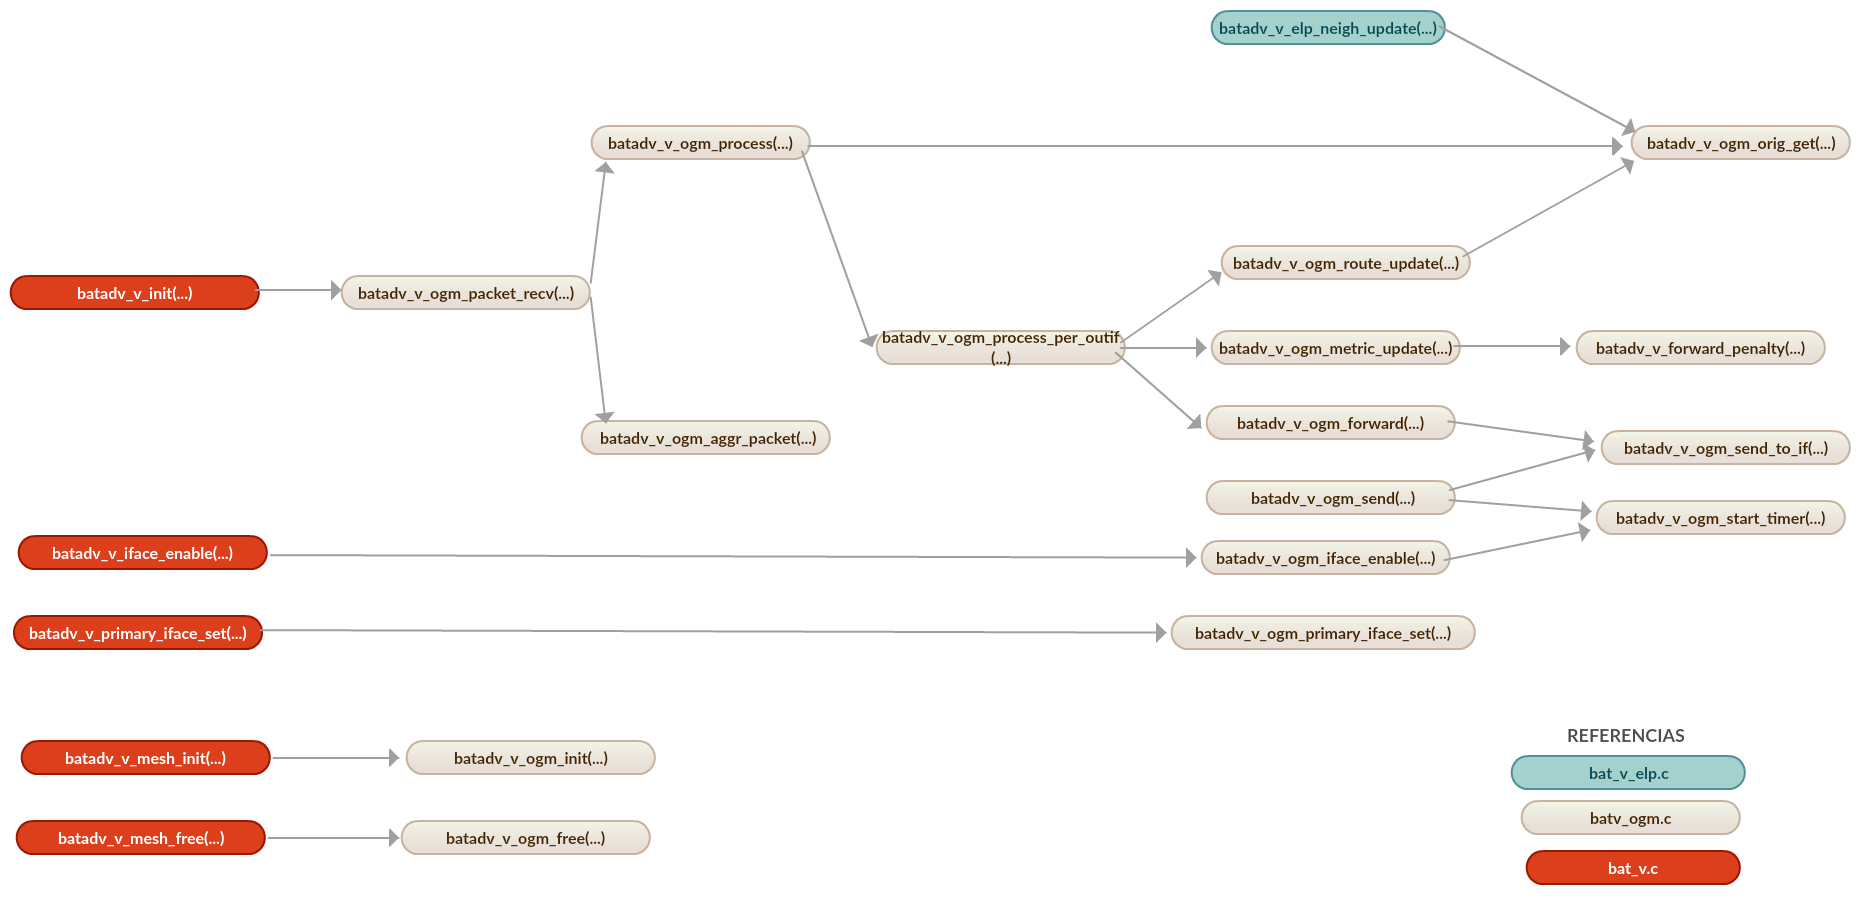 batadv_v_elp_neigh_update(...)
batadv_v_ogm_process(...)
batadv_v_ogm_orig_get(...)
batadv_v_ogm_route_update(...)
batadv_v_init(...)
batadv_v_ogm_packet_recv(...)
batadv_v_ogm_process_per_outif
(...)
batadv_v_ogm_metric_update(...)
batadv_v_forward_penalty(...)
batadv_v_ogm_forward(...)
batadv_v_ogm_aggr_packet(...)
batadv_v_ogm_send_to_if(...)
batadv_v_ogm_send(...)
batadv_v_ogm_start_timer(...)
batadv_v_iface_enable(...)
batadv_v_ogm_iface_enable(...)
batadv_v_primary_iface_set(...)
batadv_v_ogm_primary_iface_set(...)
batadv_v_mesh_init(...)
batadv_v_ogm_init(...)
batadv_v_mesh_free(...)
batadv_v_ogm_free(...)
REFERENCIAS
bat_v_elp.c
batv_ogm.c
bat_v.c